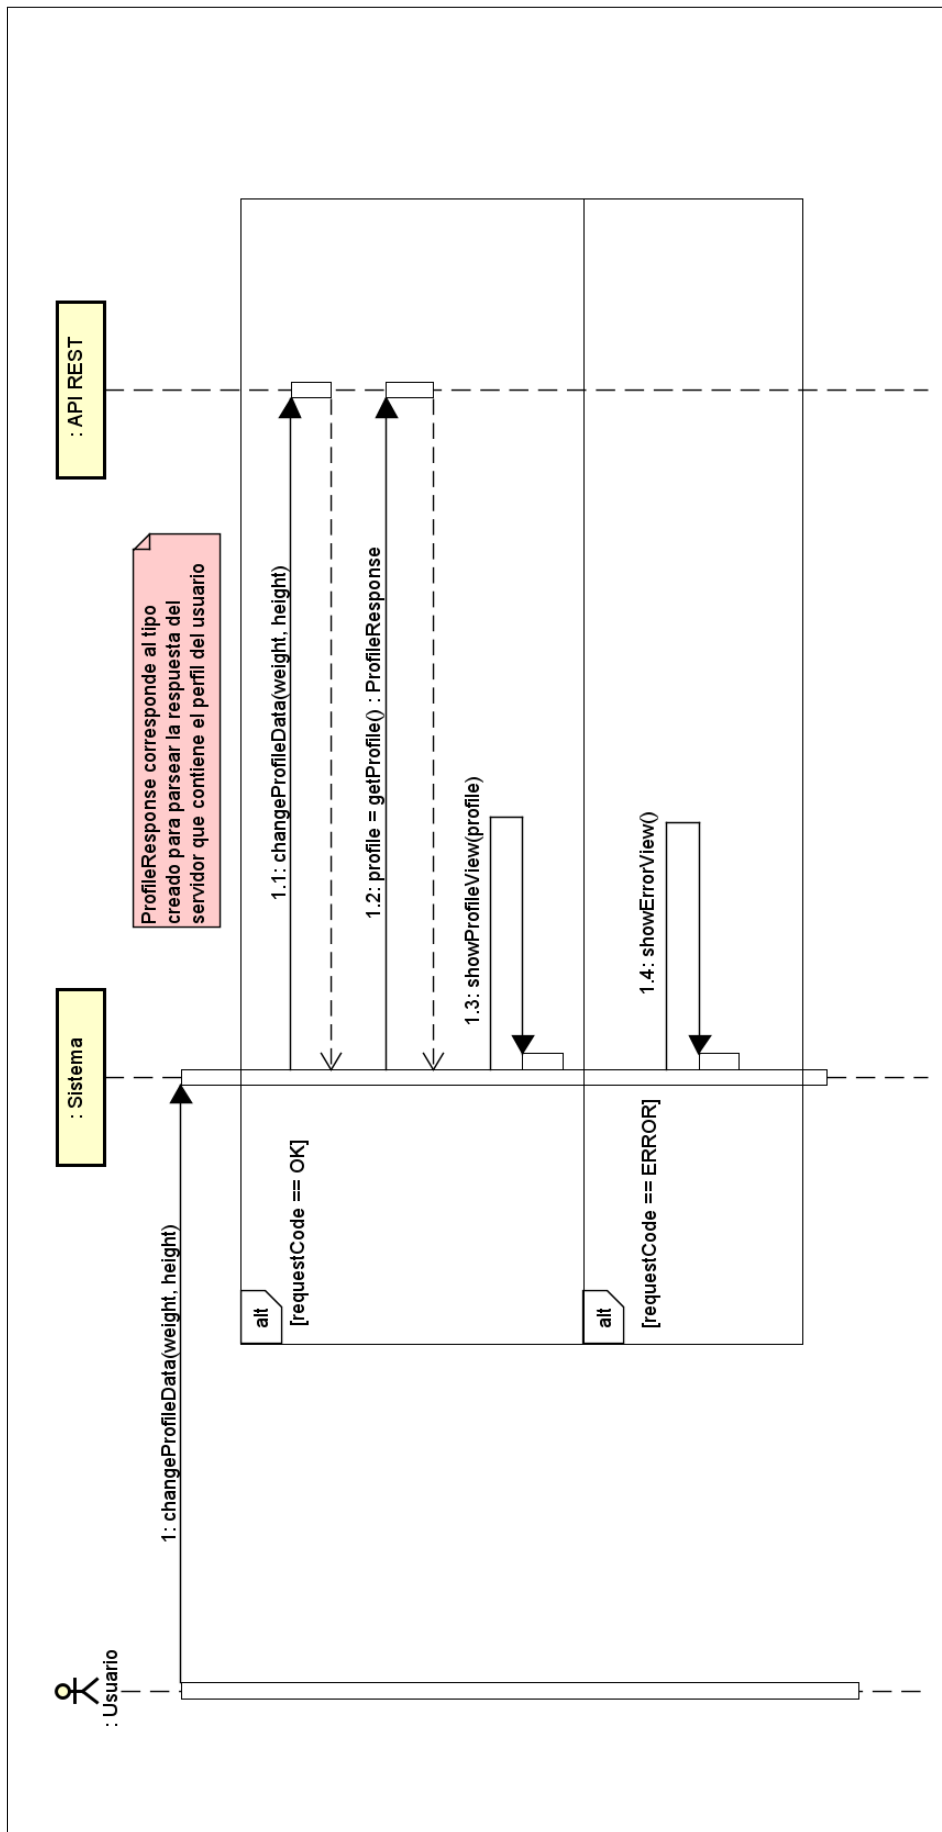 : Usuario
: Sistema
: API REST
ProfileResponse corresponde al tipo
creado para parsear la respuesta del
servidor que contiene el perfil del usuario
1: changeProfileData(weight, height)
alt
[requestCode == OK]
1.1: changeProfileData(weight, height)
1.2: profile = getProfile() : ProfileResponse
1.3: showProfileView(profile)
alt
[requestCode == ERROR]
1.4: showErrorView()